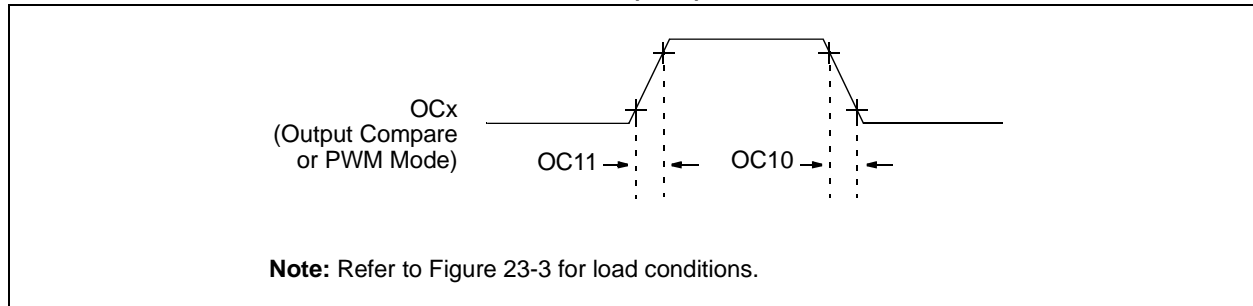 OCx
(Output Compare
or PWM Mode)
OC11
OC10
Note: Refer to Figure 23-3 for load conditions.